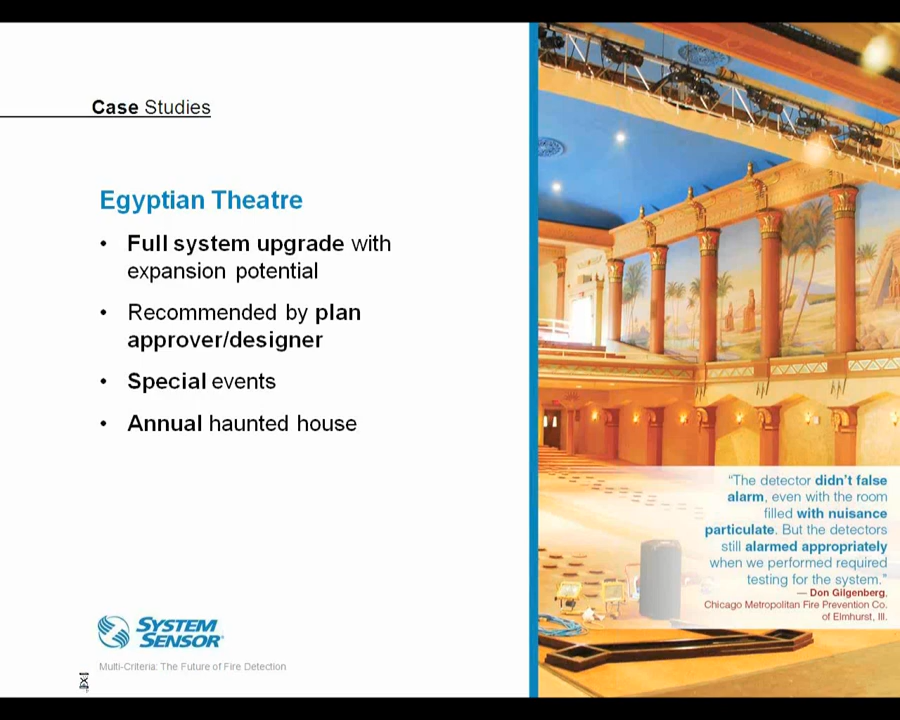 Case Studies
Egyptian Theatre
• Full system upgrade with
expansion potential
• Recommended by plan
approver/designer
• Special events
• Annual haunted house
"The detector didn't false
alarm, even with the room
filled with nuisance
particulate. But the detectors
still alarmed appropriately
when we performed required
testing for the system."
— Don Gilgenberg,
Chicago Metropolitan Fire Prevention Co.
of Elmhurst, Ill.
SYSTEM
SENSOR
Multi-Criteria: The Future of Fire Detection